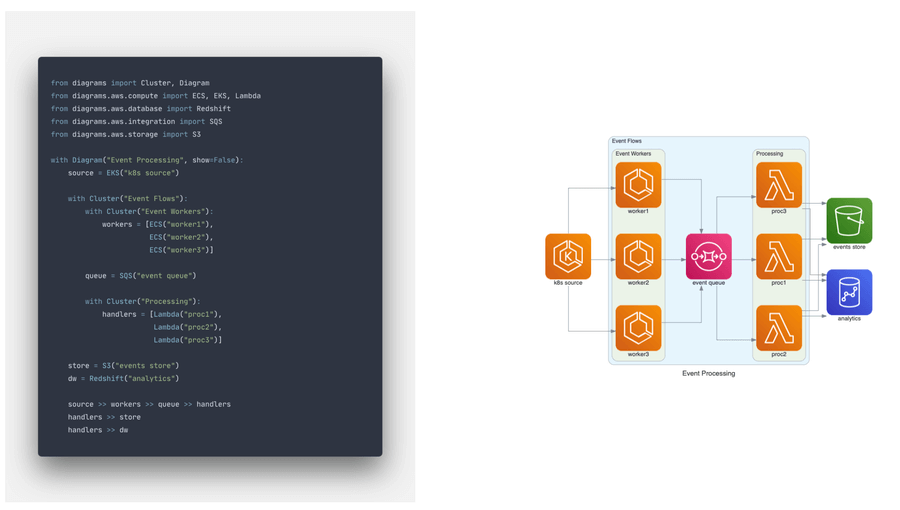 from diagrams import Cluster, Diagram
from diagrams.aws.compute import ECS, EKS, Lambda
from diagrams.aws.database import Redshift
from diagrams.aws.integration import SQS
from diagrams.aws.storage import S3
with Diagram("Event Processing", show=False):
    source = EKS("k8s source")
    with Cluster("Event Flows"):
        with Cluster("Event Workers"):
            workers = [ECS("worker1"),
                       ECS("worker2"),
                       ECS("worker3")]
        queue = SQS("event queue")
        with Cluster("Processing"):
            handlers = [Lambda("proc1"),
                        Lambda("proc2"),
                        Lambda("proc3")]
    store = S3("events store")
    dw = Redshift("analytics")
    source >> workers >> queue >> handlers
    handlers >> store
    handlers >> dw
Event Flows
Event Workers
Processing
worker1
proc3
events store
K
k8s source
worker2
event queue
proc1
analytics
worker3
proc2
Event Processing